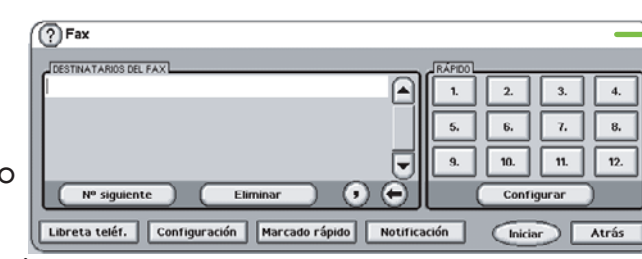 ? Fax
DESTINATARIOS DEL FAX
RÁPIDO
1. 2. 3. 4.
5. 6. 7. 8.
9. 10. 11. 12.
o
Nº siguiente Eliminar , Configurar
Libreta teléf. Configuración Marcado rápido Notificación Iniciar Atrás